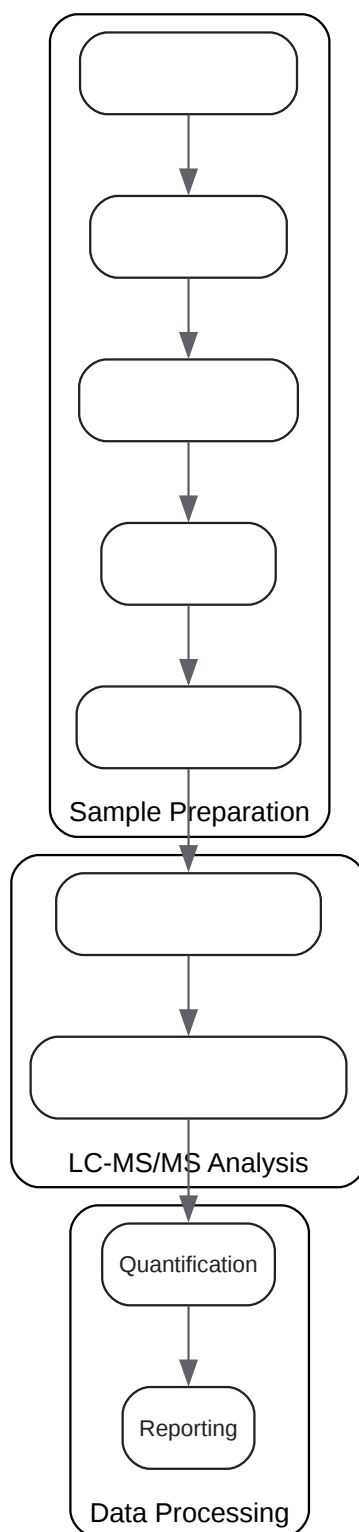 Sample Preparation
LC-MS/MS Analysis
Quantification
Reporting
Data Processing